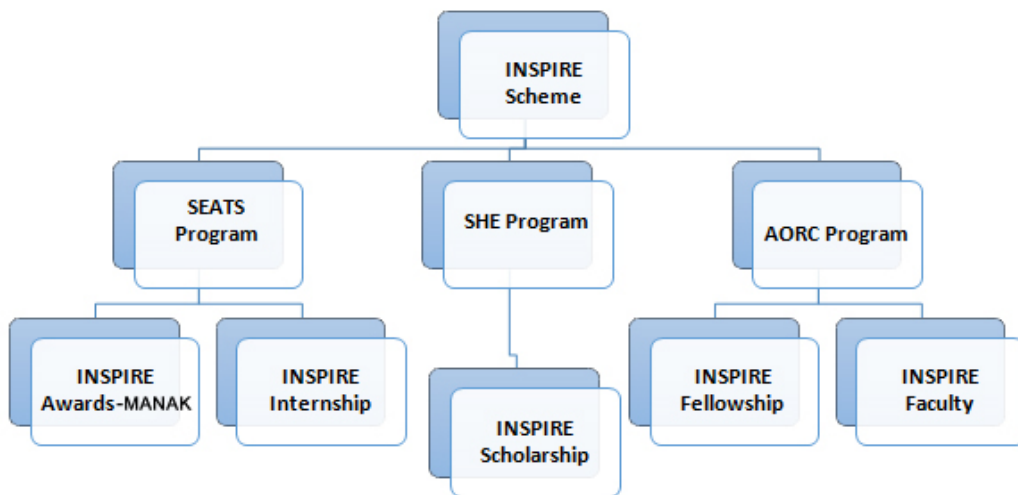 INSPIRE
Scheme
SEATS
Program
SHE Program
AORC Program
INSPIRE
Awards-MANAK
INSPIRE
Internship
INSPIRE
Scholarship
INSPIRE
Fellowship
INSPIRE
Faculty